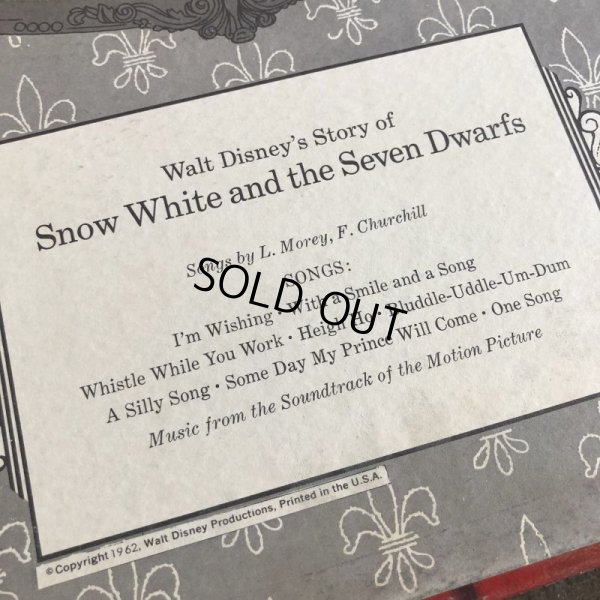 Walt Disney's Story of
Snow White and the Seven Dwarfs
Songs by L. Morey, F. Churchill
SONGS:
I'm Wishing • With a Smile and a Song
Whistle While You Work • Heigh Ho • Bluddle-Uddle-Um-Dum
A Silly Song • Some Day My Prince Will Come • One Song
Music from the Soundtrack of the Motion Picture
©Copyright 1962, Walt Disney Productions, Printed in the U.S.A.
SOLD OUT